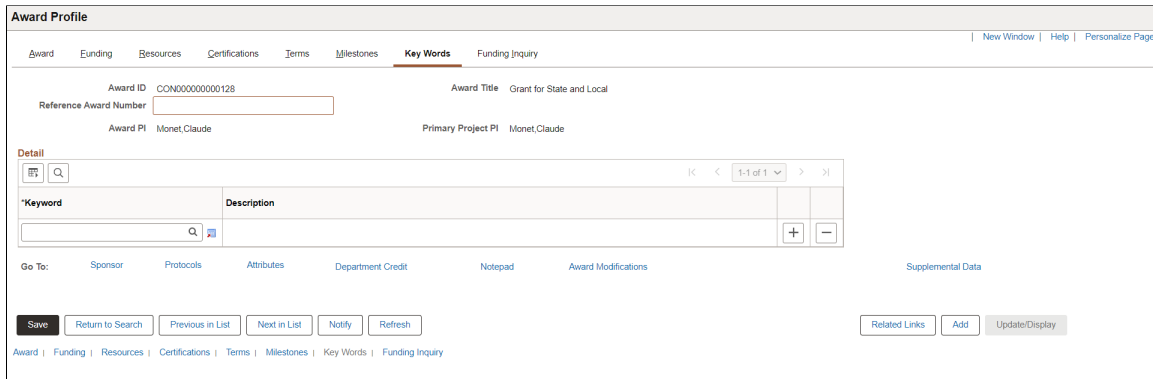 Award Profile
| New Window | Help | Personalize Page
Award Funding Resources Certifications Terms Milestones Key Words Funding Inquiry
Award ID CON000000000128 Award Title Grant for State and Local
Reference Award Number
Award PI Monet,Claude Primary Project PI Monet,Claude
Detail
1-1 of 1
*Keyword Description
Go To: Sponsor Protocols Attributes Department Credit Notepad Award Modifications Supplemental Data
Save Return to Search Previous in List Next in List Notify Refresh Related Links Add Update/Display
Award | Funding | Resources | Certifications | Terms | Milestones | Key Words | Funding Inquiry